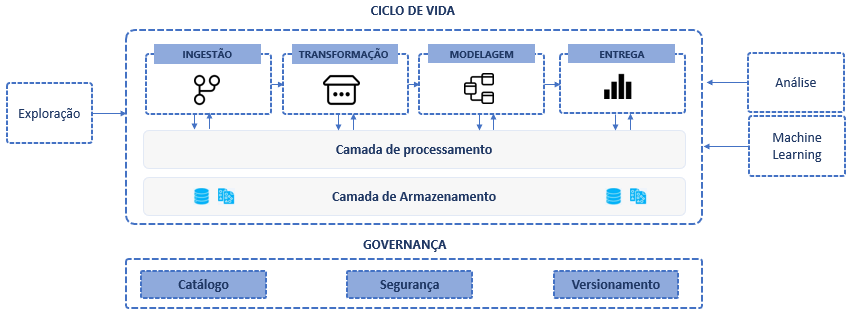 CICLO DE VIDA
INGESTÃO
TRANSFORMAÇÃO
MODELAGEM
ENTREGA
Exploração
Análise
Machine
Learning
Camada de processamento
Camada de Armazenamento
GOVERNANÇA
Catálogo
Segurança
Versionamento